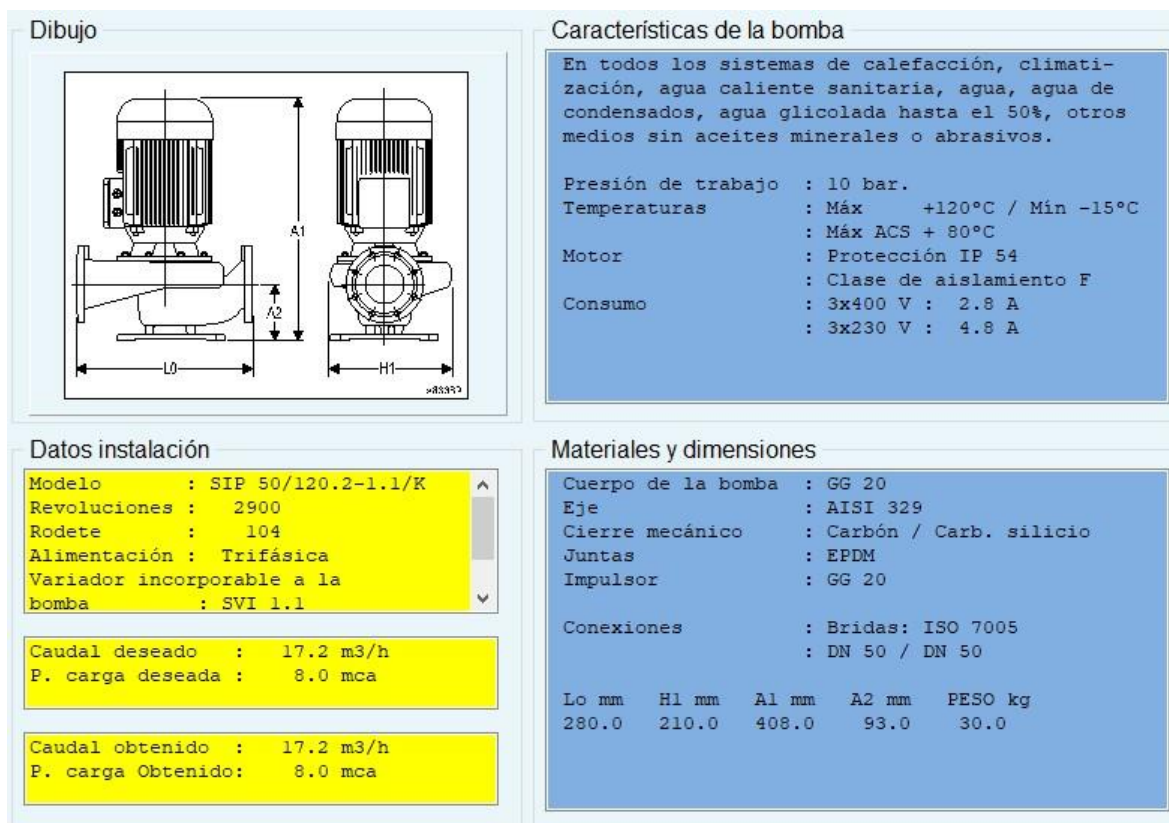 Dibujo
A1
A2
L0
H1
Características de la bomba
En todos los sistemas de calefacción, climati-
zación, agua caliente sanitaria, agua, agua de
condensados, agua glicolada hasta el 50%, otros
medios sin aceites minerales o abrasivos.
Presión de trabajo : 10 bar.
Temperaturas : Máx +120°C / Mín -15°C
: Máx ACS + 80°C
Motor : Protección IP 54
: Clase de aislamiento F
Consumo : 3x400 V : 2.8 A
: 3x230 V : 4.8 A
Datos instalación
Modelo : SIP 50/120.2-1.1/K
Revoluciones : 2900
Rodete : 104
Alimentación : Trifásica
Variador incorporable a la
bomba : SVI 1.1
Caudal deseado : 17.2 m3/h
P. carga deseada : 8.0 mca
Caudal obtenido : 17.2 m3/h
P. carga Obtenido: 8.0 mca
Materiales y dimensiones
Cuerpo de la bomba : GG 20
Eje : AISI 329
Cierre mecánico : Carbón / Carb. silicio
Juntas : EPDM
Impulsor : GG 20
Conexiones : Bridas: ISO 7005
: DN 50 / DN 50
Lo mm H1 mm A1 mm A2 mm PESO kg
280.0 210.0 408.0 93.0 30.0